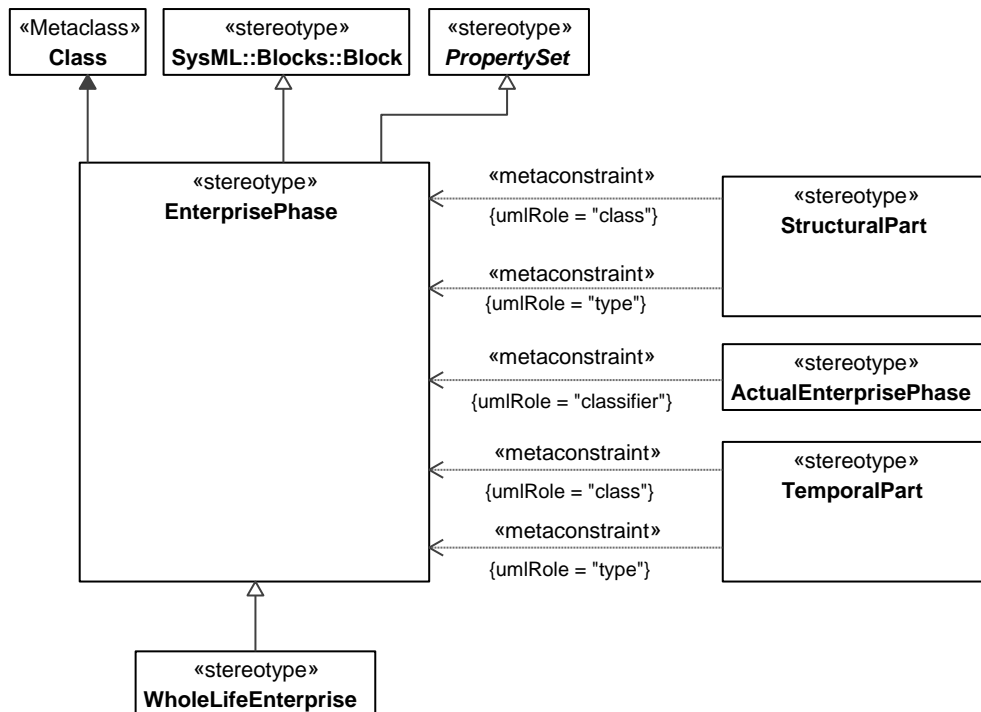 «Metaclass»
Class
«stereotype»
SysML::Blocks::Block
«stereotype»
PropertySet
«stereotype»
EnterprisePhase
«metaconstraint»
{umlRole = "class"}
«metaconstraint»
{umlRole = "type"}
«stereotype»
StructuralPart
«metaconstraint»
{umlRole = "classifier"}
«stereotype»
ActualEnterprisePhase
«metaconstraint»
{umlRole = "class"}
«metaconstraint»
{umlRole = "type"}
«stereotype»
TemporalPart
«stereotype»
WholeLifeEnterprise